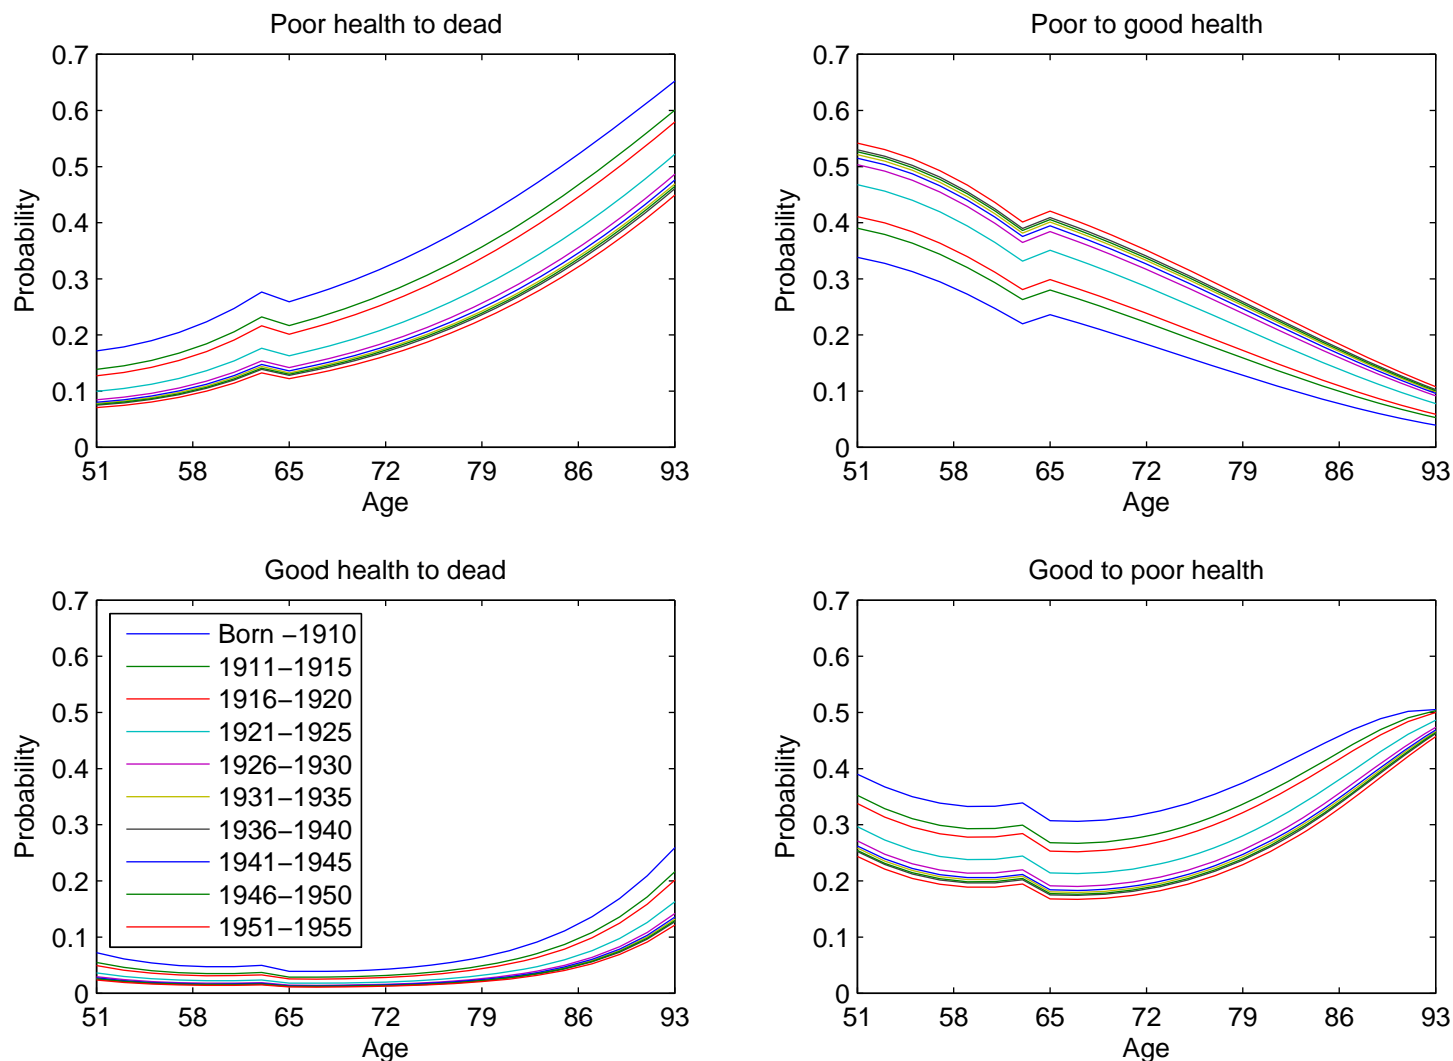 Poor health to dead
0.7
0.6
0.5
0.4
0.3
0.2
0.1
0
Probability
51 58 65 72 79 86 93
Age
Poor to good health
0.7
0.6
0.5
0.4
0.3
0.2
0.1
0
Probability
51 58 65 72 79 86 93
Age
Good health to dead
0.7
0.6
0.5
0.4
0.3
0.2
0.1
0
Probability
Born −1910
1911−1915
1916−1920
1921−1925
1926−1930
1931−1935
1936−1940
1941−1945
1946−1950
1951−1955
51 58 65 72 79 86 93
Age
Good to poor health
0.7
0.6
0.5
0.4
0.3
0.2
0.1
0
Probability
51 58 65 72 79 86 93
Age